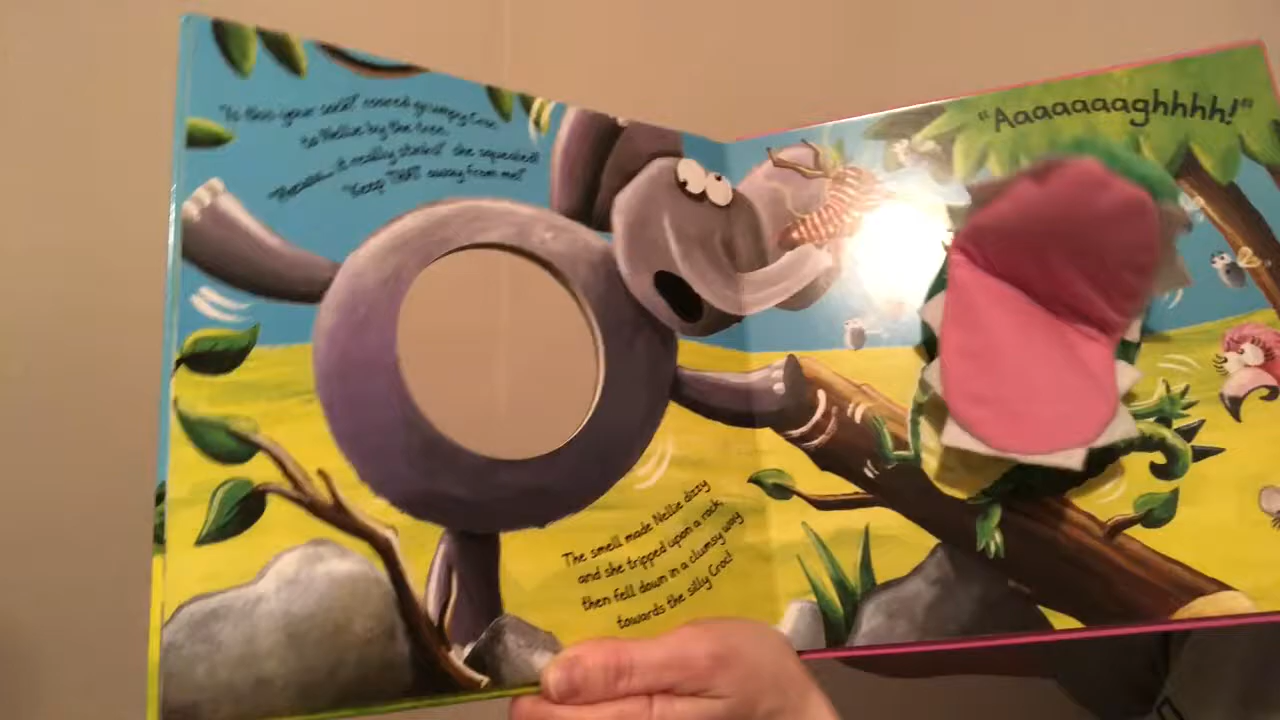 "Is this your sock?" roared grumpy Croc
to Nellie by the tree.
"Pooooo... it really stinks!" she squealed!
"Keep THAT away from me!"
"Aaaaaaaghhhh!"
The smell made Nellie dizzy
and she tripped upon a rock,
then fell down in a clumsy way
towards the silly Croc!